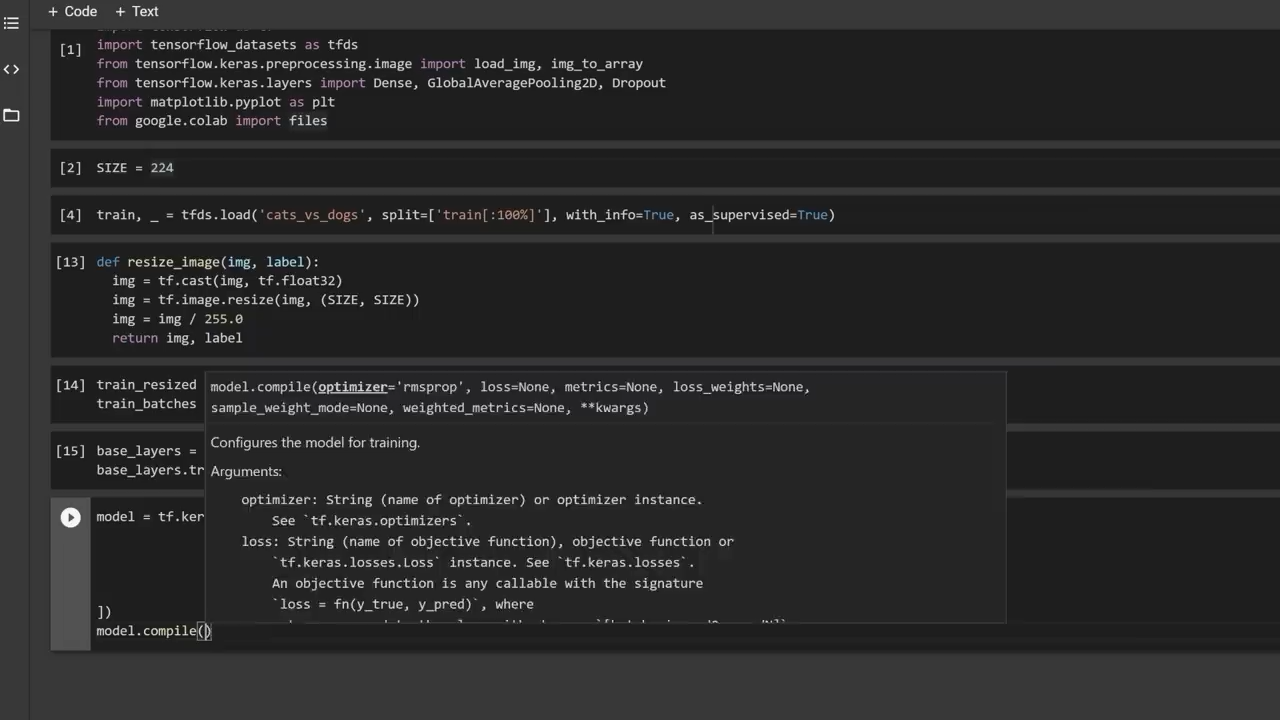 + Code + Text
[1]
import tensorflow_datasets as tfds
from tensorflow.keras.preprocessing.image import load_img, img_to_array
from tensorflow.keras.layers import Dense, GlobalAveragePooling2D, Dropout
import matplotlib.pyplot as plt
from google.colab import files
[2] SIZE = 224
[4] train, _ = tfds.load('cats_vs_dogs', split=['train[:100%]'], with_info=True, as_supervised=True)
[13] def resize_image(img, label):
img = tf.cast(img, tf.float32)
img = tf.image.resize(img, (SIZE, SIZE))
img = img / 255.0
return img, label
[14] train_resized
train_batches
model.compile(optimizer='rmsprop', loss=None, metrics=None, loss_weights=None,
sample_weight_mode=None, weighted_metrics=None, **kwargs)
Configures the model for training.
Arguments:
optimizer: String (name of optimizer) or optimizer instance.
See `tf.keras.optimizers`.
loss: String (name of objective function), objective function or
`tf.keras.losses.Loss` instance. See `tf.keras.losses`.
An objective function is any callable with the signature
`loss = fn(y_true, y_pred)`, where
[15] base_layers =
base_layers.tr
model = tf.ker
])
model.compile()